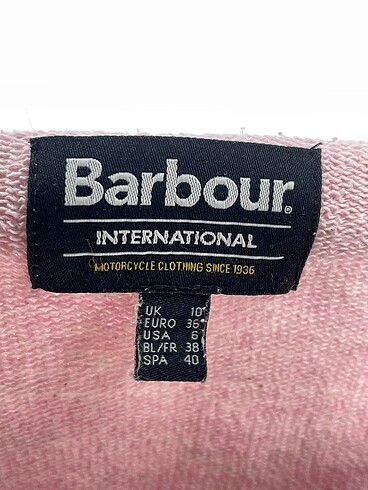 Barbour®
INTERNATIONAL
MOTORCYCLE CLOTHING SINCE 1936
UK 10
EURO 36
USA 6
BL/FR 38
SPA 40